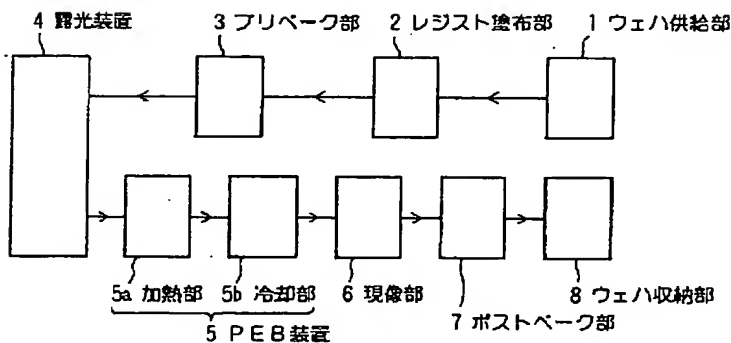 4 露光装置
3 プリベーク部
2 レジスト塗布部
1 ウェハ供給部
5a 加熱部
5b 冷却部
6 現像部
7 ポストベーク部
8 ウェハ収納部
5 PEB装置